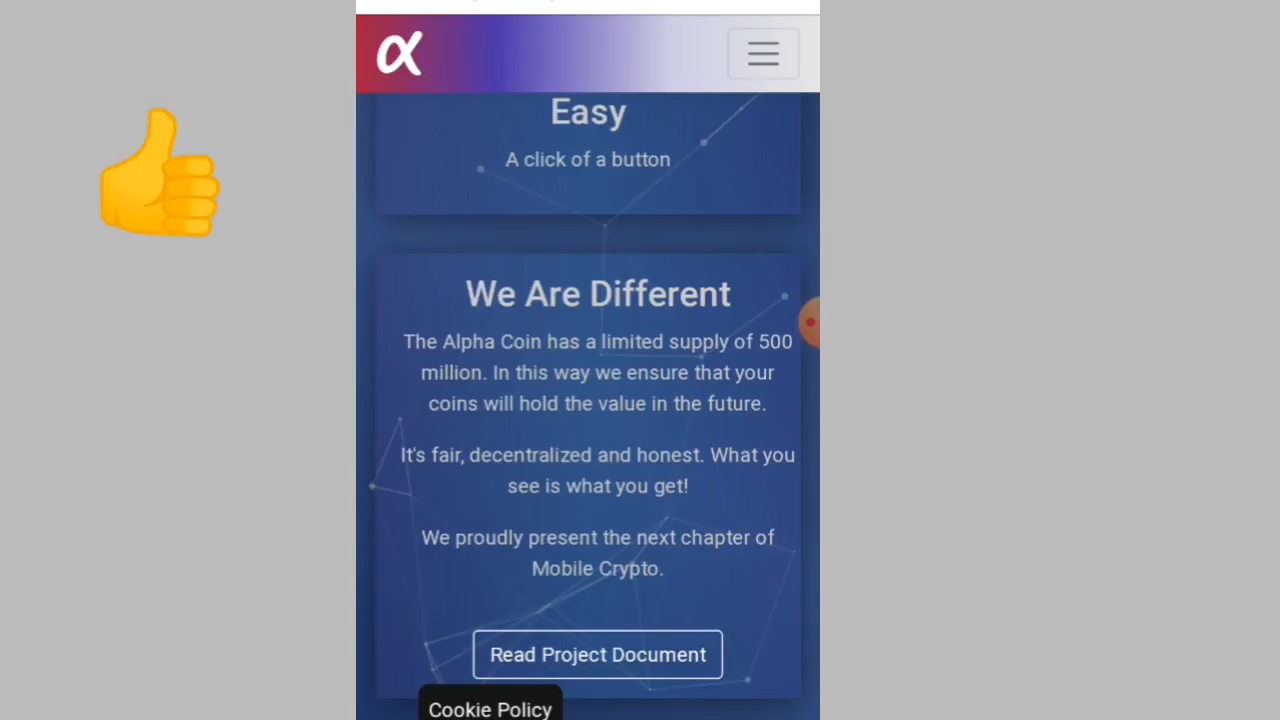 α
Easy
A click of a button
We Are Different
The Alpha Coin has a limited supply of 500
million. In this way we ensure that your
coins will hold the value in the future.
It's fair, decentralized and honest. What you
see is what you get!
We proudly present the next chapter of
Mobile Crypto.
Read Project Document
Cookie Policy